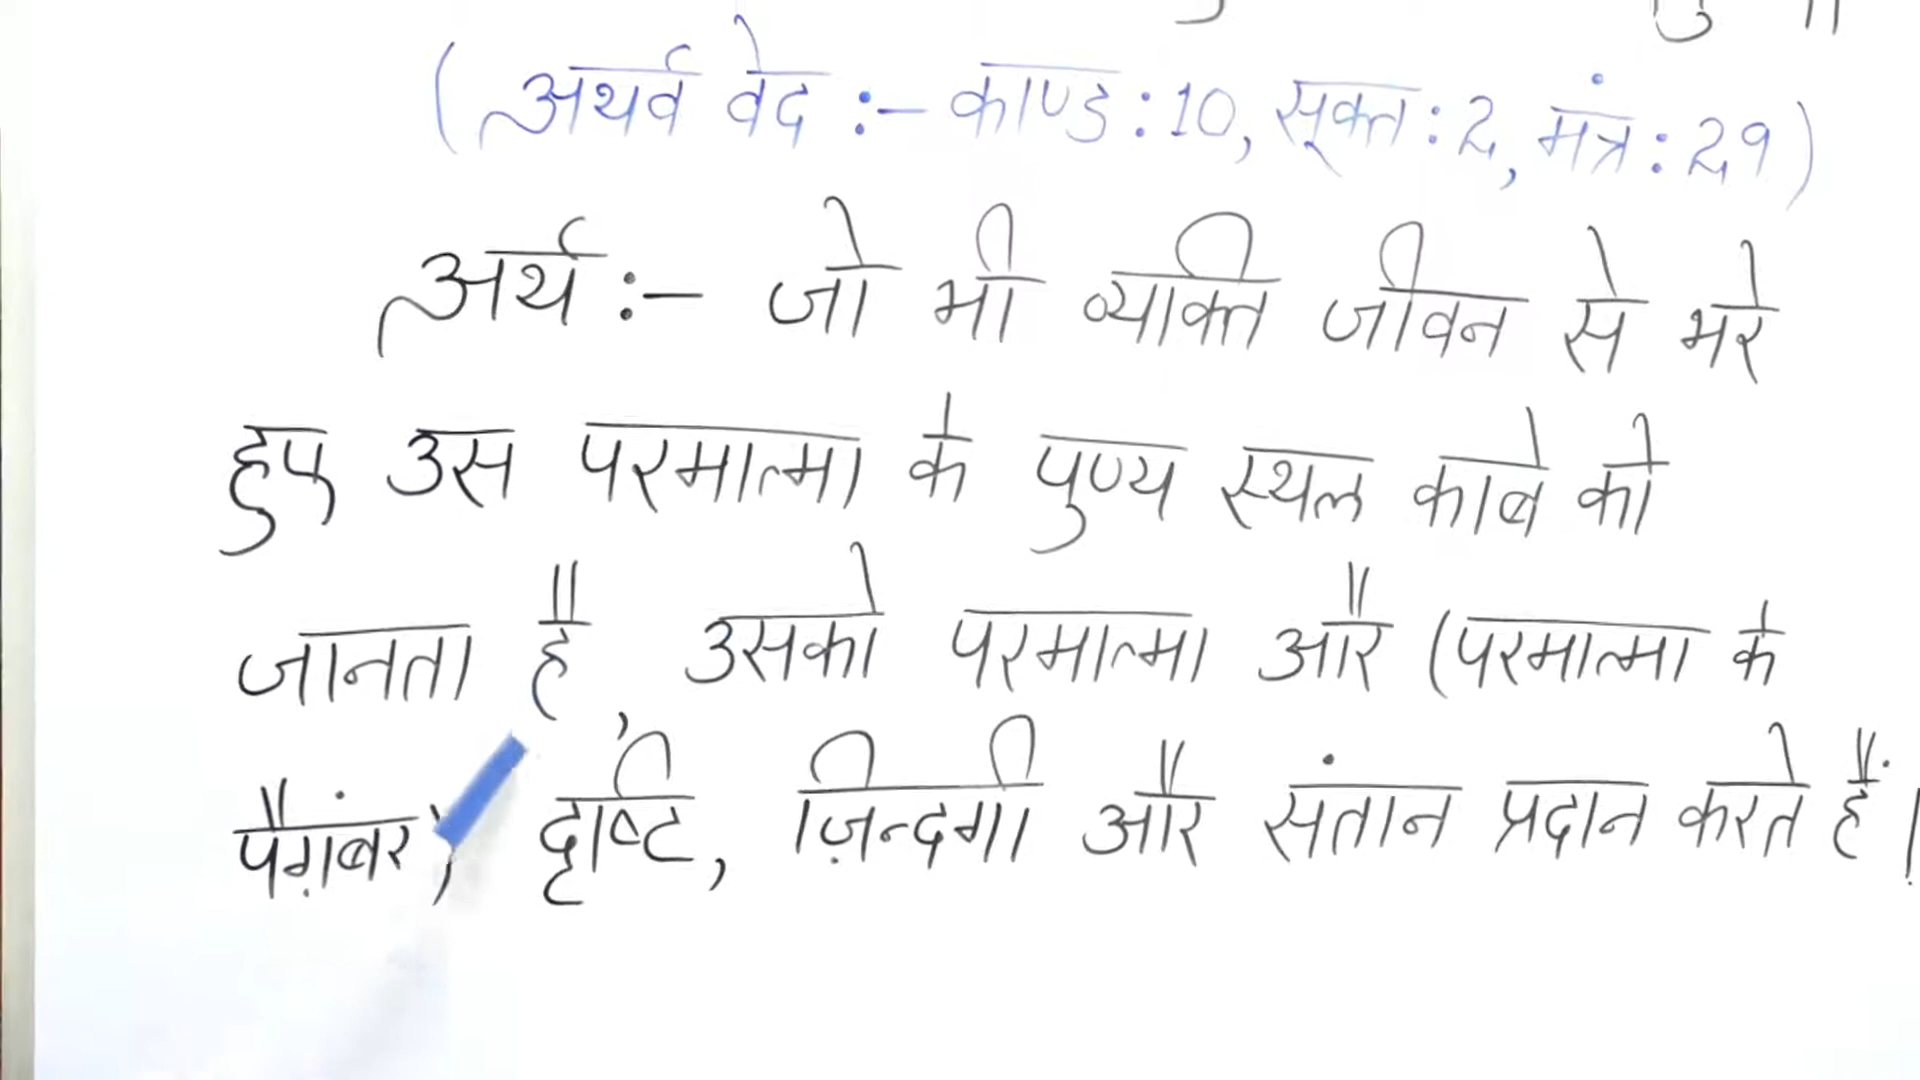 (अथर्व वेद :- काण्ड : 10, सूक्त : 2, मंत्र : 29)
अर्थ :- जो भी व्यक्ति जीवन से भरे
हुए उस परमात्मा के पुण्य स्थल काबे को
जानता है, उसको परमात्मा और (परमात्मा के
पैग़ंबर), दृष्टि, ज़िन्दगी और संतान प्रदान करते हैं।